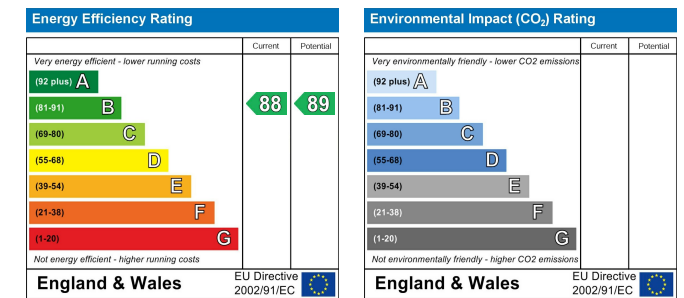 Energy Efficiency Rating
Current Potential
Very energy efficient - lower running costs
(92 plus) A
(81-91) B
88 89
(69-80) C
(55-68) D
(39-54) E
(21-38) F
(1-20) G
Not energy efficient - higher running costs
England & Wales
EU Directive
2002/91/EC
Environmental Impact (CO2) Rating
Current Potential
Very environmentally friendly - lower CO2 emissions
(92 plus) A
(81-91) B
(69-80) C
(55-68) D
(39-54) E
(21-38) F
(1-20) G
Not environmentally friendly - higher CO2 emissions
England & Wales
EU Directive
2002/91/EC